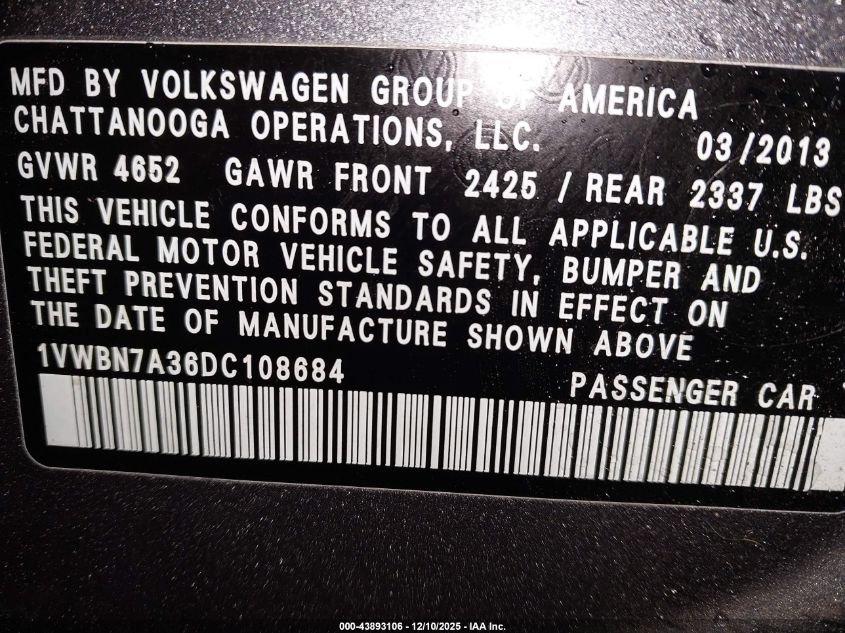 MFD BY VOLKSWAGEN GROUP OF AMERICA
CHATTANOOGA OPERATIONS, LLC. 03/2013
GVWR 4652 GAWR FRONT 2425 / REAR 2337 LBS
THIS VEHICLE CONFORMS TO ALL APPLICABLE U.S.
FEDERAL MOTOR VEHICLE SAFETY, BUMPER AND
THEFT PREVENTION STANDARDS IN EFFECT ON
THE DATE OF MANUFACTURE SHOWN ABOVE
1VWBN7A36DC108684 PASSENGER CAR
000-43893106 - 12/10/2025 - IAA Inc.